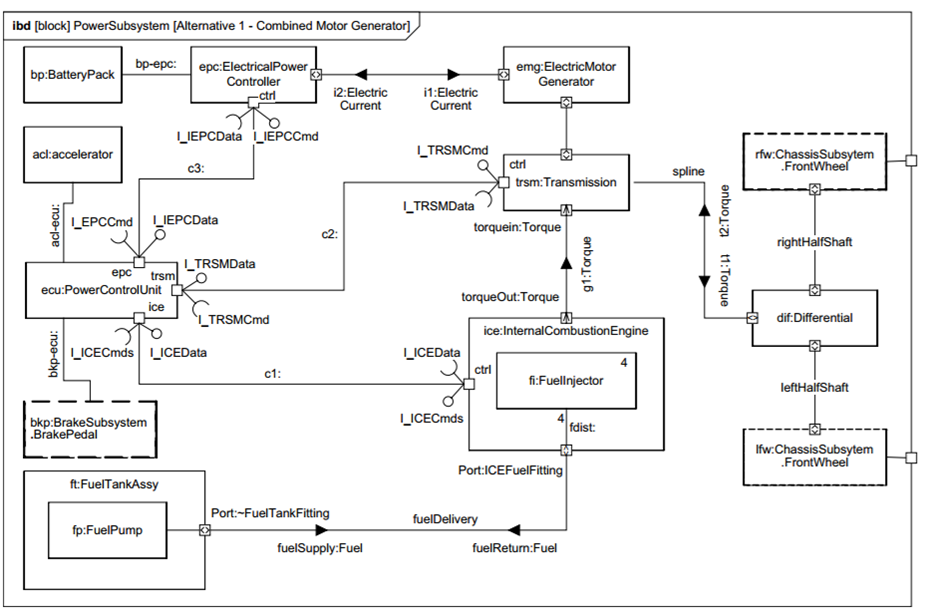 ibd [block] PowerSubsystem [Alternative 1 - Combined Motor Generator]
bp:BatteryPack
bp-epc:
epc:ElectricalPower
Controller
ctrl
i2:Electric
Current
i1:Electric
Current
emg:ElectricMotor
Generator
I_IEPCData
I_IEPCCmd
acl:accelerator
c3:
I_TRSMCmd
ctrl
trsm:Transmission
I_TRSMData
spline
rfw:ChassisSubsytem
.FrontWheel
acl-ecu:
I_EPCCmd
I_IEPCData
c2:
torquein:Torque
t2:Torque
rightHalfShaft
epc
trsm
I_TRSMData
ecu:PowerControlUnit
ice
I_TRSMCmd
g1:Torque
torqueOut:Torque
t1:Torque
dif:Differential
bkp-ecu:
I_ICECmds
I_ICEData
c1:
I_ICEData
ctrl
I_ICECmds
ice:InternalCombustionEngine
4
fi:FuelInjector
4
fdist:
leftHalfShaft
bkp:BrakeSubsystem
.BrakePedal
lfw:ChassisSubsytem
.FrontWheel
Port:ICEFuelFitting
ft:FuelTankAssy
fp:FuelPump
Port:~FuelTankFitting
fuelDelivery
fuelSupply:Fuel
fuelReturn:Fuel